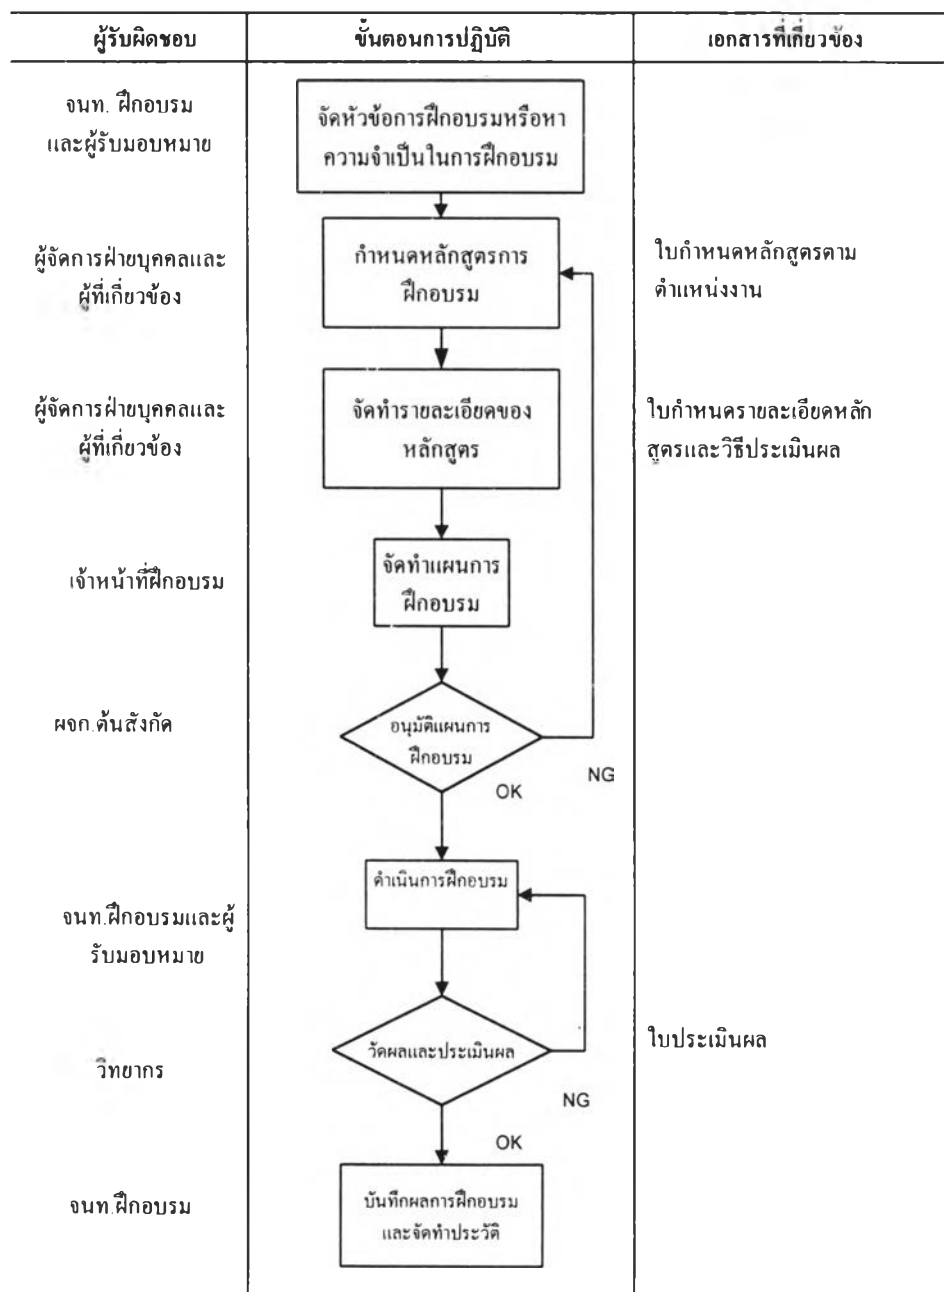 ผู้รับผิดชอบ
ขั้นตอนการปฏิบัติ
เอกสารที่เกี่ยวข้อง
จนท. ฝึกอบรม
และผู้รับมอบหมาย
จัดหัวข้อการฝึกอบรมหรือหา
ความจำเป็นในการฝึกอบรม
ผู้จัดการฝ่ายบุคคลและ
ผู้ที่เกี่ยวข้อง
กำหนดหลักสูตรการ
ฝึกอบรม
ใบกำหนดหลักสูตรตาม
ตำแหน่งงาน
ผู้จัดการฝ่ายบุคคลและ
ผู้ที่เกี่ยวข้อง
จัดทำรายละเอียดของ
หลักสูตร
ใบกำหนดรายละเอียดหลัก
สูตรและวิธีประเมินผล
เจ้าหน้าที่ฝึกอบรม
จัดทำแผนการ
ฝึกอบรม
ผจก.ต้นสังกัด
อนุมัติแผนการ
ฝึกอบรม
NG
OK
จนท.ฝึกอบรมและผู้
รับมอบหมาย
ดำเนินการฝึกอบรม
วิทยากร
วัดผลและประเมินผล
ใบประเมินผล
NG
OK
จนท.ฝึกอบรม
บันทึกผลการฝึกอบรม
และจัดทำประวัติ